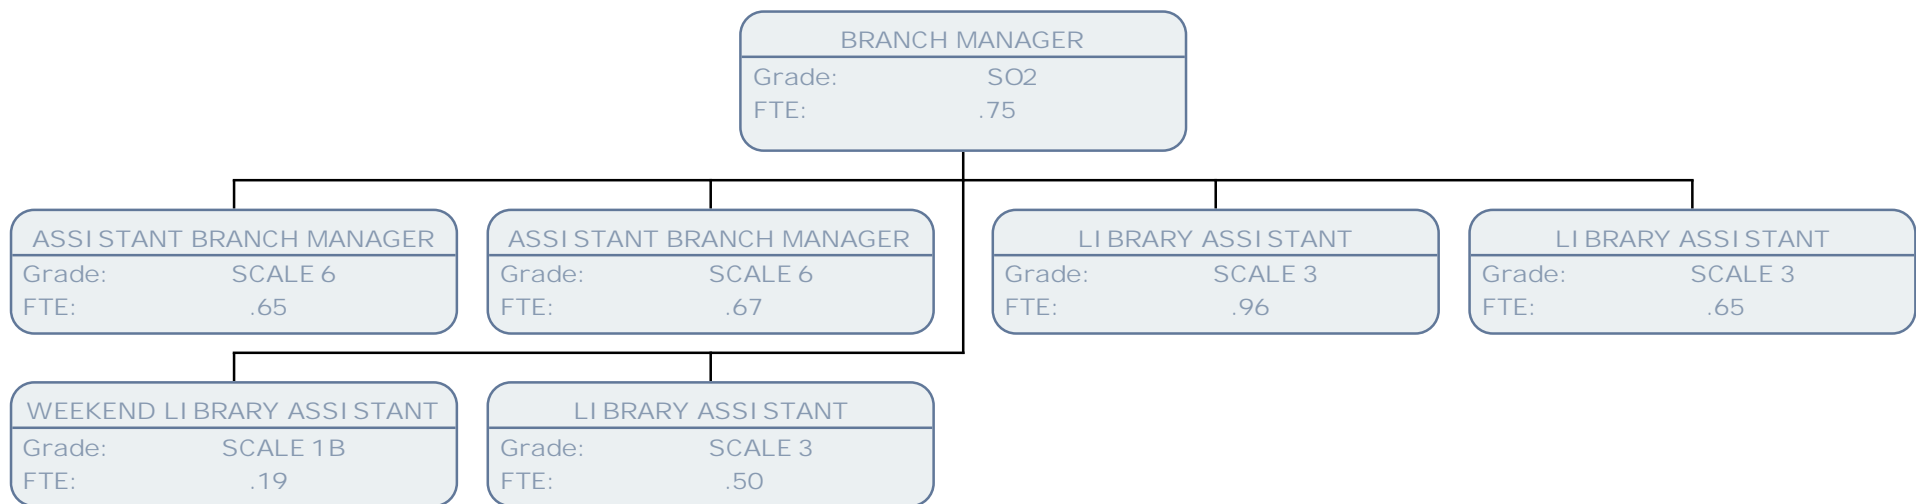 BRANCH MANAGER
Grade: SO2
FTE: .75
ASSISTANT BRANCH MANAGER
Grade: SCALE 6
FTE: .65
ASSISTANT BRANCH MANAGER
Grade: SCALE 6
FTE: .67
LIBRARY ASSISTANT
Grade: SCALE 3
FTE: .96
LIBRARY ASSISTANT
Grade: SCALE 3
FTE: .65
WEEKEND LIBRARY ASSISTANT
Grade: SCALE 1B
FTE: .19
LIBRARY ASSISTANT
Grade: SCALE 3
FTE: .50